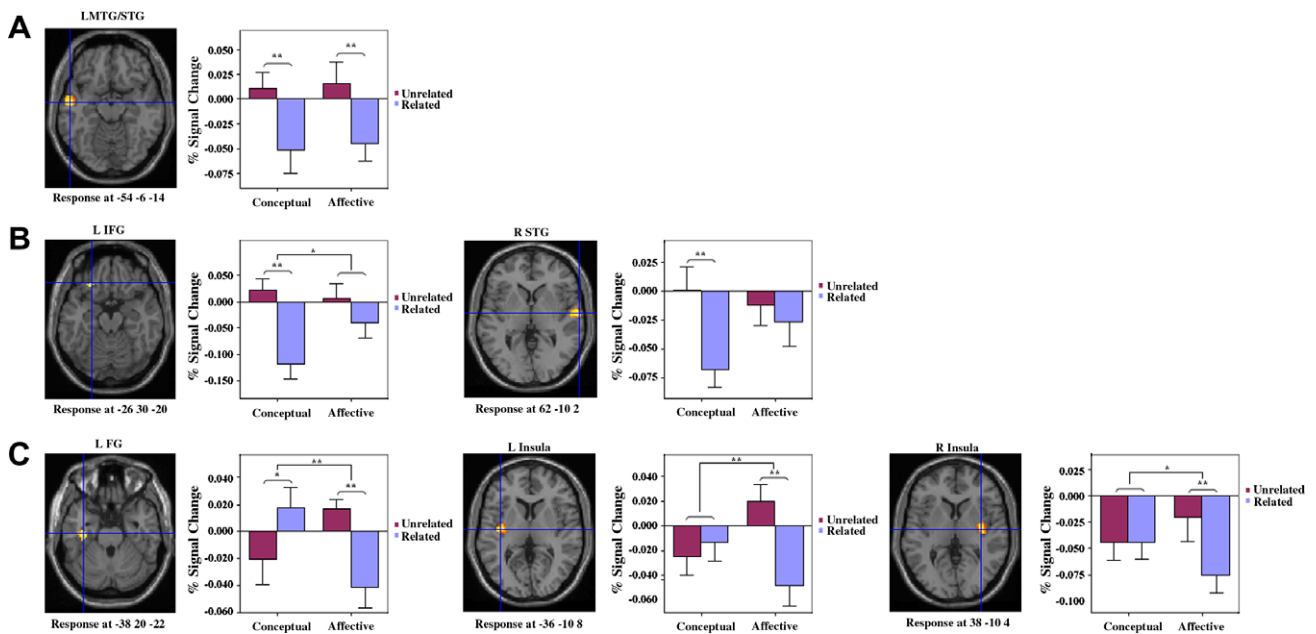 A
LMTG/STG
0.050
0.025
0.000
-0.025
-0.050
-0.075
% Signal Change
**
**
Unrelated
Related
Conceptual
Affective
Response at -54 -6 -14
B
L IFG
0.050
0.000
-0.050
-0.100
-0.150
% Signal Change
**
*
Unrelated
Related
Conceptual
Affective
Response at -26 30 -20
R STG
0.025
0.000
-0.025
-0.050
-0.075
% Signal Change
**
Unrelated
Related
Conceptual
Affective
Response at 62 -10 2
C
L FG
0.040
0.020
0.000
-0.020
-0.040
-0.060
% Signal Change
*
**
**
Unrelated
Related
Conceptual
Affective
Response at -38 20 -22
L Insula
0.040
0.020
0.000
-0.020
-0.040
-0.060
% Signal Change
**
**
Unrelated
Related
Conceptual
Affective
Response at -36 -10 8
R Insula
0.025
0.000
-0.025
-0.050
-0.075
-0.100
% Signal Change
*
**
Unrelated
Related
Conceptual
Affective
Response at 38 -10 4